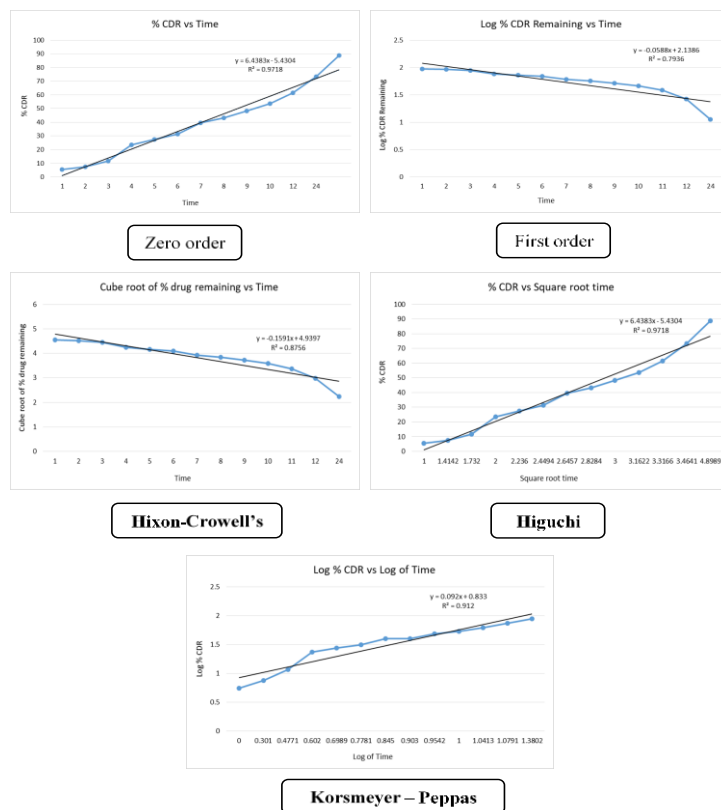 % CDR vs Time
y = 6.4383x - 5.4304
R² = 0.9718
100
90
80
70
60
50
40
30
20
10
0
% CDR
1 2 3 4 5 6 7 8 9 10 12 24
Time
Zero order
Log % CDR Remaining vs Time
y = -0.0588x + 2.1386
R² = 0.7936
2.5
2
1.5
1
0.5
0
Log % CDR Remaining
1 2 3 4 5 6 7 8 9 10 11 12 24
Time
First order
Cube root of % drug remaining vs Time
y = -0.1591x + 4.9397
R² = 0.8756
6
5
4
3
2
1
0
Cube root of % drug remaining
1 2 3 4 5 6 7 8 9 10 11 12 24
Time
Hixon-Crowell's
% CDR vs Square root time
y = 6.4383x - 5.4304
R² = 0.9718
100
90
80
70
60
50
40
30
20
10
0
% CDR
1 1.4142 1.732 2 2.236 2.4494 2.6457 2.8284 3 3.1622 3.3166 3.4641 4.8989
Square root time
Higuchi
Log % CDR vs Log of Time
y = 0.092x + 0.833
R² = 0.912
2.5
2
1.5
1
0.5
0
Log % CDR
0 0.301 0.4771 0.602 0.6989 0.7781 0.845 0.903 0.9542 1 1.0413 1.0791 1.3802
Log of Time
Korsmeyer – Peppas